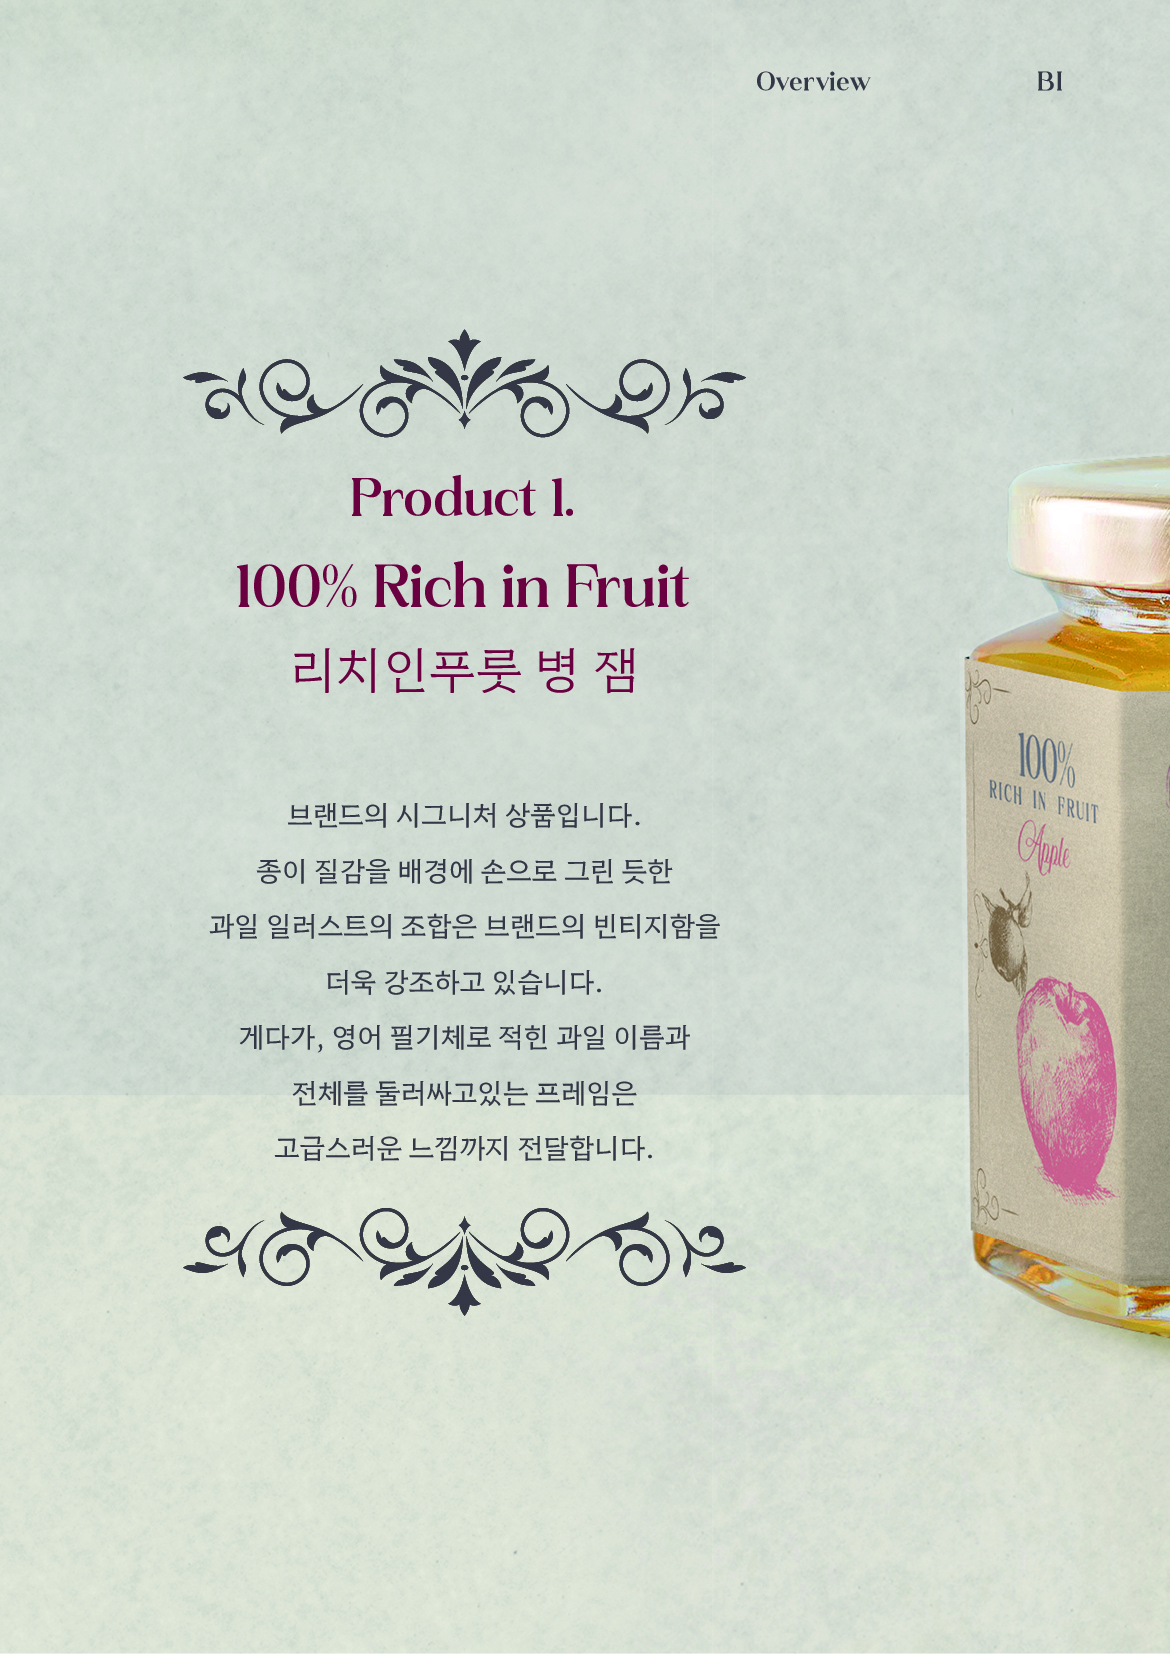 Overview BI
Product 1.
100% Rich in Fruit
리치인푸룻 병 잼
브랜드의 시그니처 상품입니다.
종이 질감을 배경에 손으로 그린 듯한
과일 일러스트의 조합은 브랜드의 빈티지함을
더욱 강조하고 있습니다.
게다가, 영어 필기체로 적힌 과일 이름과
전체를 둘러싸고있는 프레임은
고급스러운 느낌까지 전달합니다.
100%
RICH IN FRUIT
Apple